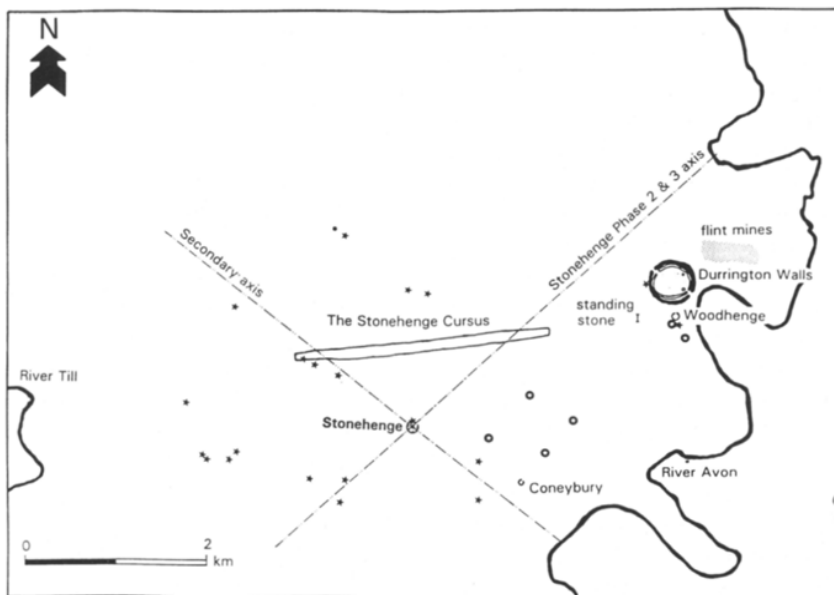 N
Secondary axis
Stonehenge Phase 2 & 3 axis
flint mines
Durrington Walls
standing
stone
Woodhenge
The Stonehenge Cursus
River Till
Stonehenge
River Avon
Coneybury
0
2
km